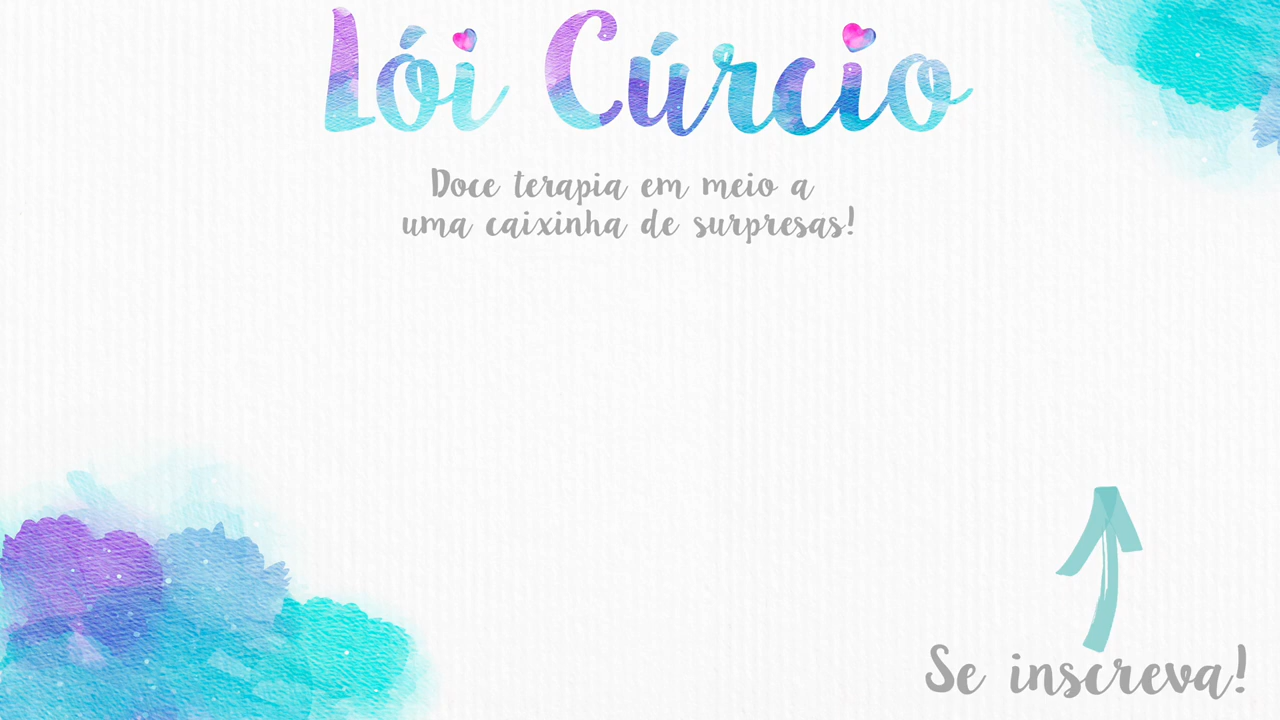 Lói Cúrcio
Doce terapia em meio a
uma caixinha de surpresas!
Se inscreva!